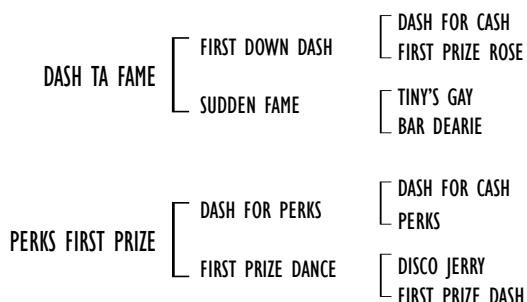 DASH TA FAME
FIRST DOWN DASH
DASH FOR CASH
FIRST PRIZE ROSE
SUDDEN FAME
TINY'S GAY
BAR DEARIE
PERKS FIRST PRIZE
DASH FOR PERKS
DASH FOR CASH
PERKS
FIRST PRIZE DANCE
DISCO JERRY
FIRST PRIZE DASH